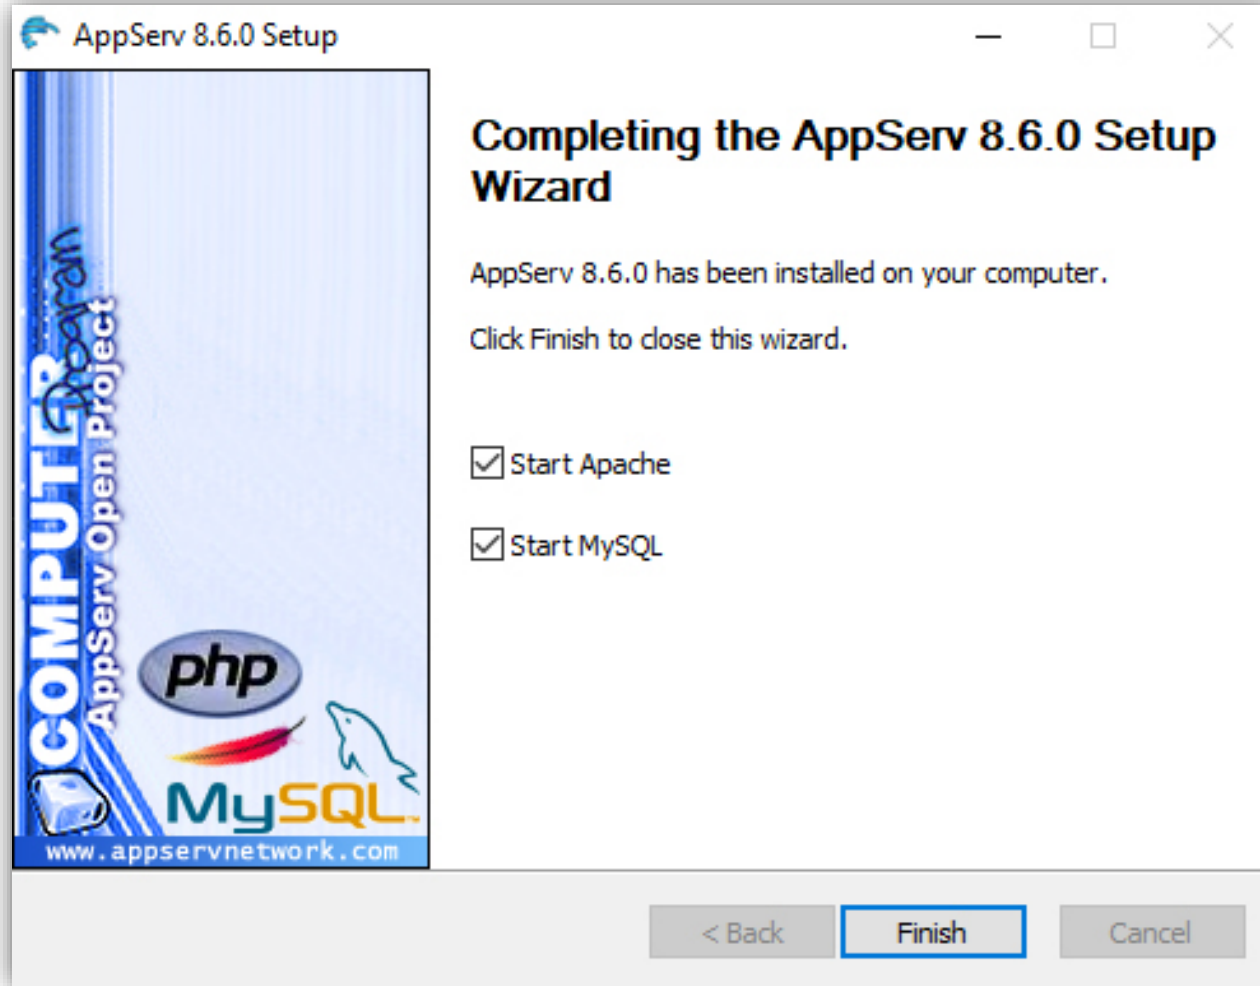 AppServ 8.6.0 Setup
Completing the AppServ 8.6.0 Setup
Wizard
AppServ 8.6.0 has been installed on your computer.
Click Finish to close this wizard.
Start Apache
Start MySQL
COMPUTER
Program
AppServ Open Project
php
MySQL
www.appservnetwork.com
< Back
Finish
Cancel